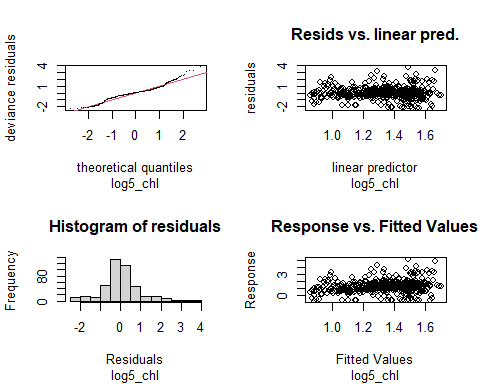 deviance residuals
4
1
-2
-2 -1 0 1 2
theoretical quantiles
log5_chl
Resids vs. linear pred.
residuals
4
1
-2
1.0 1.2 1.4 1.6
linear predictor
log5_chl
Histogram of residuals
Frequency
80
0
-2 0 1 2 3 4
Residuals
log5_chl
Response vs. Fitted Values
Response
3
0
1.0 1.2 1.4 1.6
Fitted Values
log5_chl